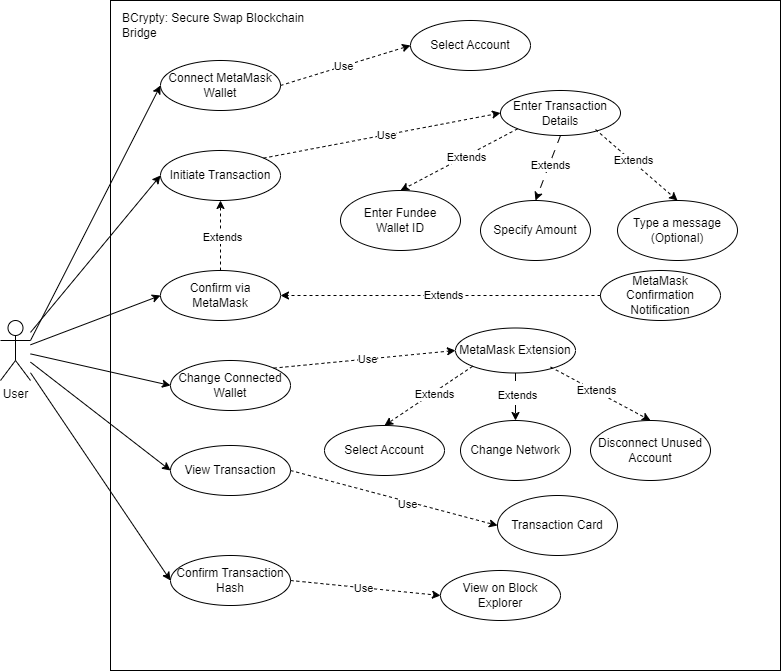 BCrypty: Secure Swap Blockchain
Bridge
Select Account
Use
Connect MetaMask
Wallet
Enter Transaction
Details
Use
Extends
Extends
Extends
Initiate Transaction
Enter Fundee
Wallet ID
Specify Amount
Type a message
(Optional)
Extends
Confirm via
MetaMask
Extends
MetaMask
Confirmation
Notification
User
MetaMask Extension
Use
Change Connected
Wallet
Extends
Extends
Extends
Select Account
Change Network
Disconnect Unused
Account
View Transaction
Use
Transaction Card
Confirm Transaction
Hash
Use
View on Block
Explorer